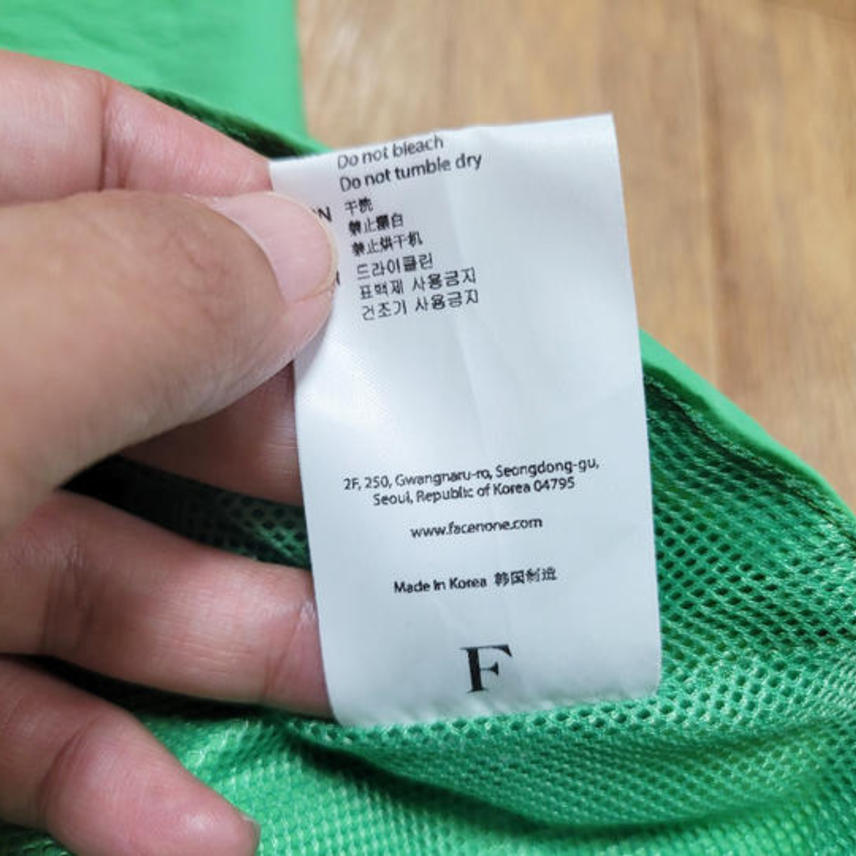 Do not bleach
Do not tumble dry
N 干洗
禁止漂白
禁止烘干机
드라이클린
표백제 사용금지
건조기 사용금지
2F, 250, Gwangnaru-ro, Seongdong-gu,
Seoul, Republic of Korea 04795
www.facenone.com
Made In Korea 韩国制造
F